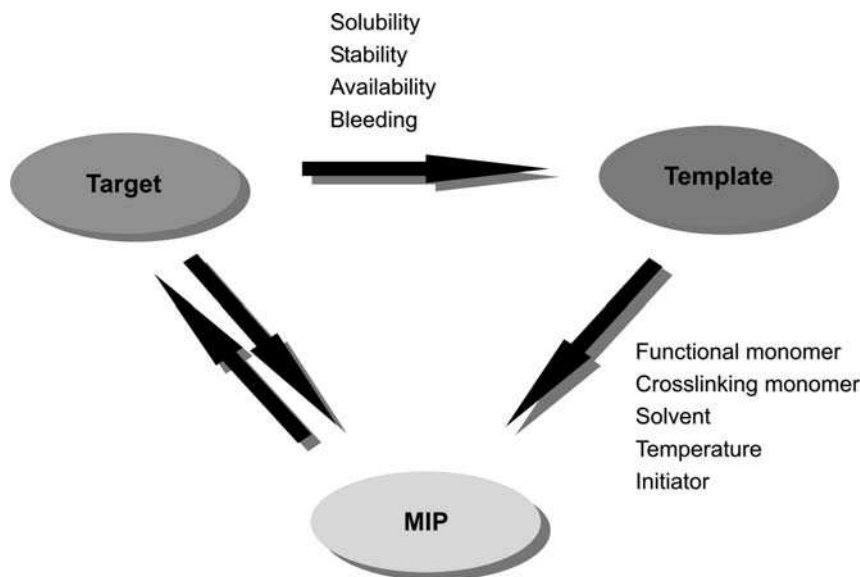 Solubility
Stability
Availability
Bleeding
Target
Template
Functional monomer
Crosslinking monomer
Solvent
Temperature
Initiator
MIP